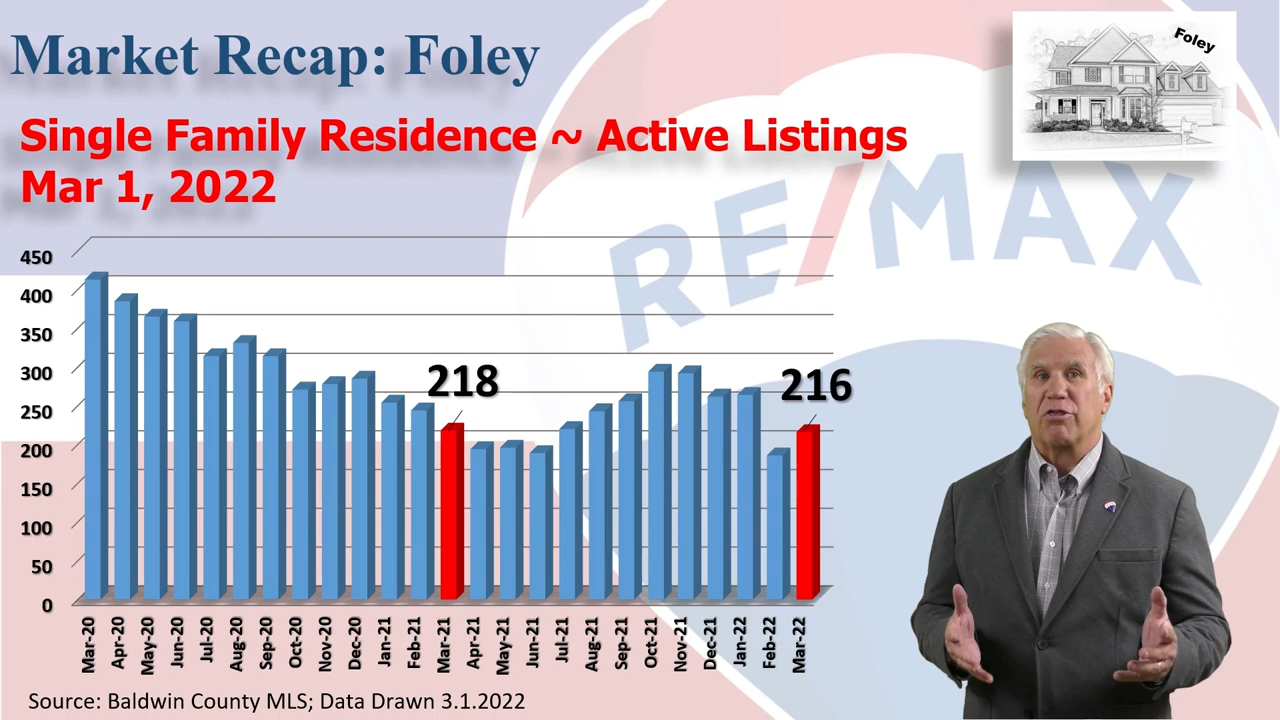 Market Recap: Foley
Foley
Single Family Residence ~ Active Listings
Mar 1, 2022
RE/MAX
450
400
350
300
250
200
150
100
50
0
218
216
Mar-20
Apr-20
May-20
Jun-20
Jul-20
Aug-20
Sep-20
Oct-20
Nov-20
Dec-20
Jan-21
Feb-21
Mar-21
Apr-21
May-21
Jun-21
Jul-21
Aug-21
Sep-21
Oct-21
Nov-21
Dec-21
Jan-22
Feb-22
Mar-22
Source: Baldwin County MLS; Data Drawn 3.1.2022